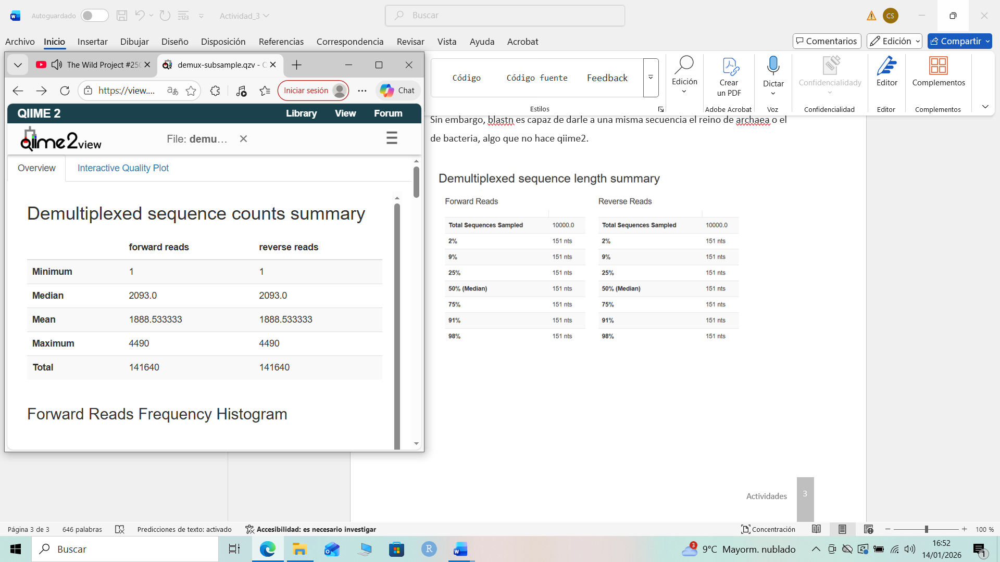 Autoguardado
Actividad_3
Buscar
CS
Archivo Inicio Insertar Dibujar Diseño Disposición Referencias Correspondencia Revisar Vista Ayuda Acrobat
Comentarios Edición Compartir
The Wild Project #25
demux-subsample.qzv -
https://view....
Iniciar sesión
Chat
Código Código fuente Feedback
Estilos
Edición
Crear un PDF
Adobe Acrobat
Dictar
Voz
Confidencialidady
Confidencialidad
Editor
Editor
Complementos
Complementos
QIIME 2
Library View Forum
qiime2view
File: demu...
Overview Interactive Quality Plot
Demultiplexed sequence counts summary
forward reads reverse reads
Minimum 1 1
Median 2093.0 2093.0
Mean 1888.533333 1888.533333
Maximum 4490 4490
Total 141640 141640
Forward Reads Frequency Histogram
Sin embargo, blastn es capaz de darle a una misma secuencia el reino de archaea o el
de bacteria, algo que no hace qiime2.
Demultiplexed sequence length summary
Forward Reads Reverse Reads
Total Sequences Sampled 10000.0 Total Sequences Sampled 10000.0
2% 151 nts 2% 151 nts
9% 151 nts 9% 151 nts
25% 151 nts 25% 151 nts
50% (Median) 151 nts 50% (Median) 151 nts
75% 151 nts 75% 151 nts
91% 151 nts 91% 151 nts
98% 151 nts 98% 151 nts
Actividades 3
Página 3 de 3 646 palabras Predicciones de texto: activado Accesibilidad: es necesario investigar
Concentración
100 %
Buscar
3
9°C Mayorm. nublado
16:52
14/01/2026
1